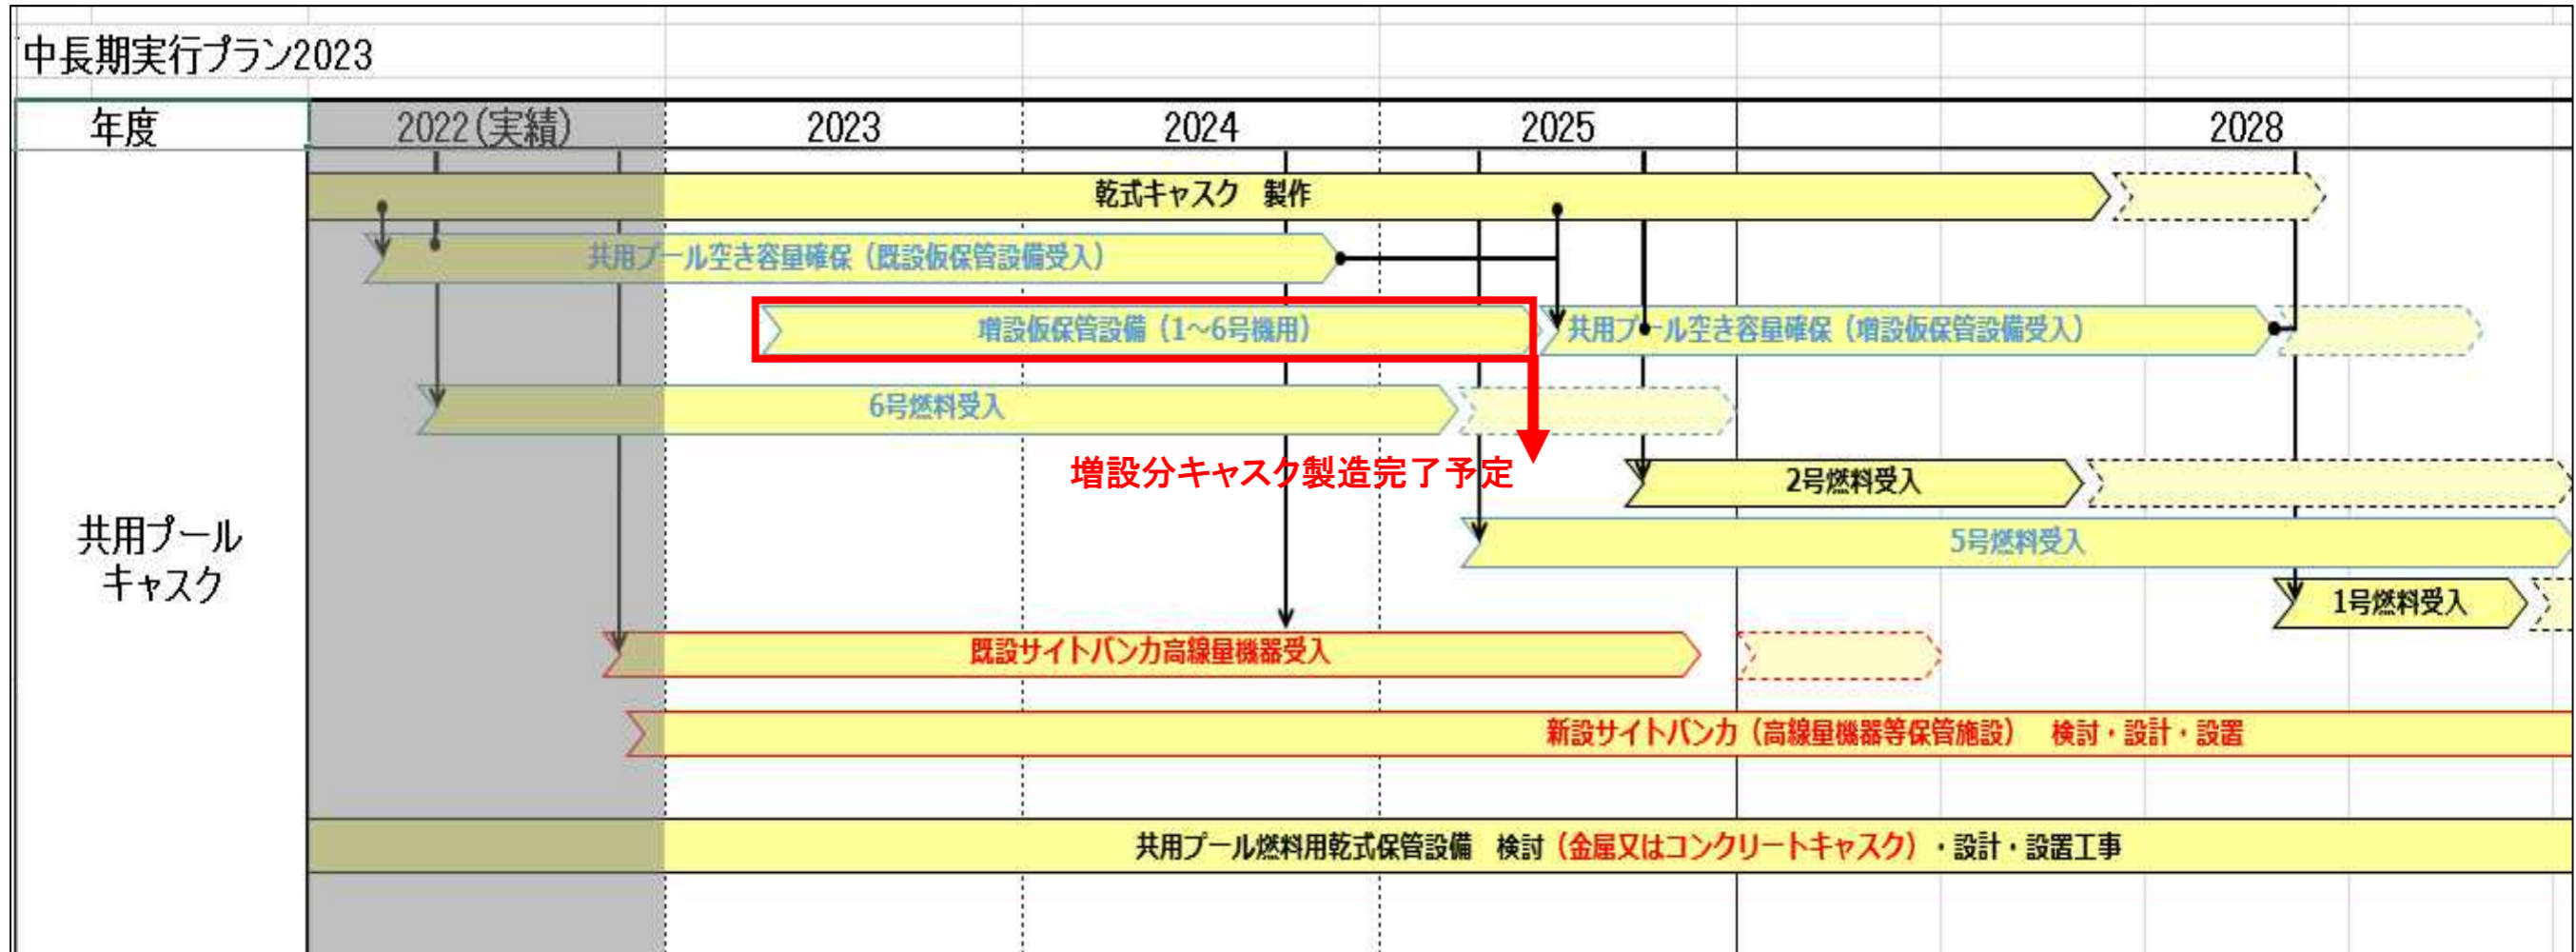 中長期実行プラン2023
年度
2022(実績)
2023
2024
2025
2028
乾式キャスク 製作
共用プール空き容量確保（既設仮保管設備受入）
増設仮保管設備（1～6号機用）
共用プール空き容量確保（増設仮保管設備受入）
6号燃料受入
増設分キャスク製造完了予定
2号燃料受入
共用プール
キャスク
5号燃料受入
1号燃料受入
既設サイトバンカ高線量機器受入
新設サイトバンカ（高線量機器等保管施設） 検討・設計・設置
共用プール燃料用乾式保管設備 検討（金属又はコンクリートキャスク）・設計・設置工事